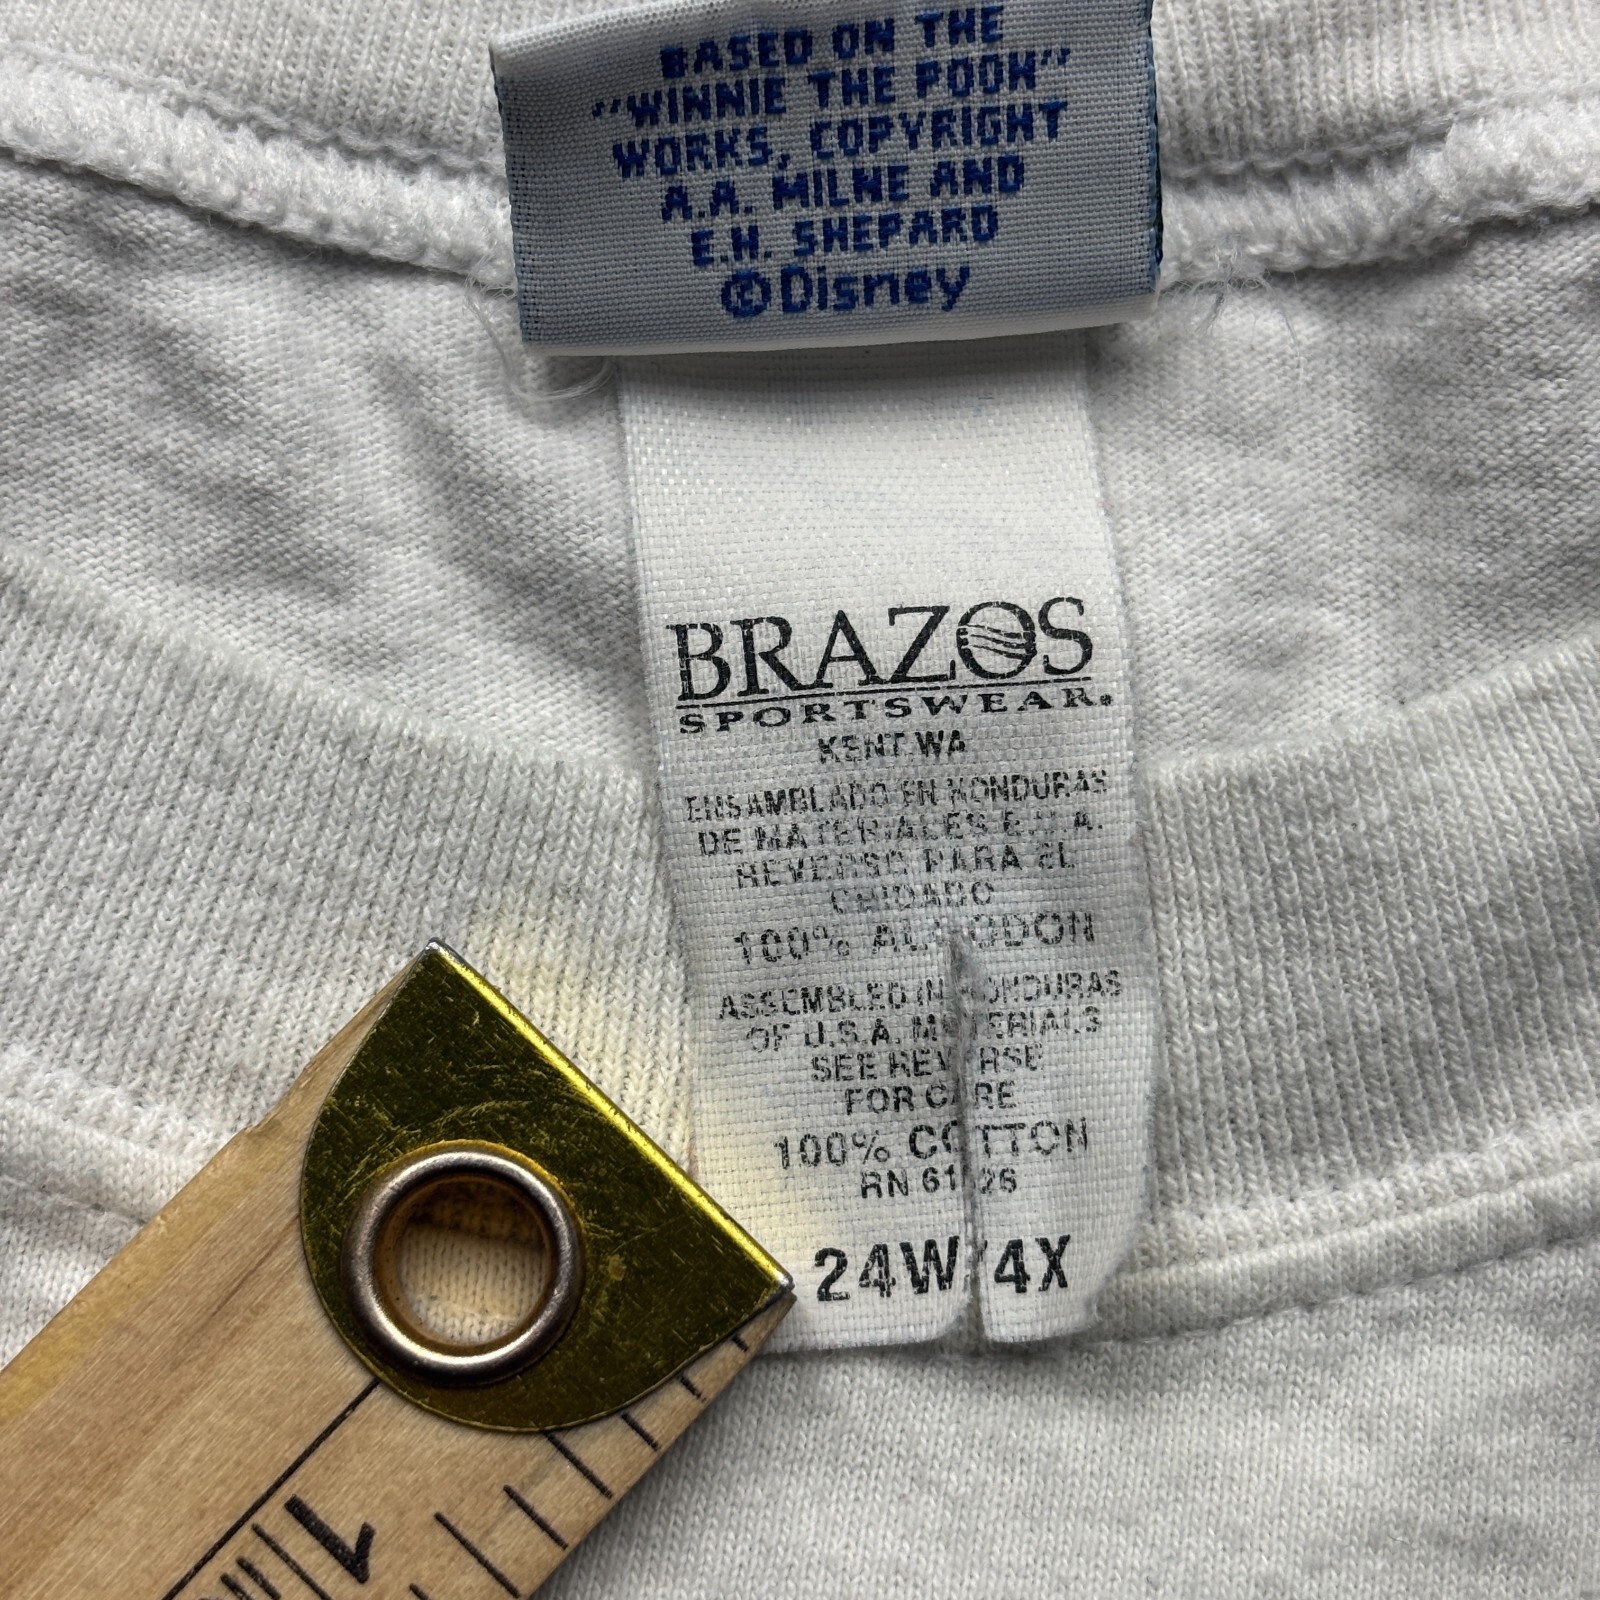 BASED ON THE
"WINNIE THE POOH"
WORKS, COPYRIGHT
A.A. MILNE AND
E.H. SHEPARD
©Disney
BRAZOS
SPORTSWEAR®
KENT, WA
ENSAMBLADO EN HONDURAS
DE MATERIALES E.U.A.
REVERSO PARA EL
100% ALGODON
ASSEMBLED IN HONDURAS
OF U.S.A. MATERIALS
SEE REVERSE
FOR CARE
100% COTTON
RN
24W/4X
1